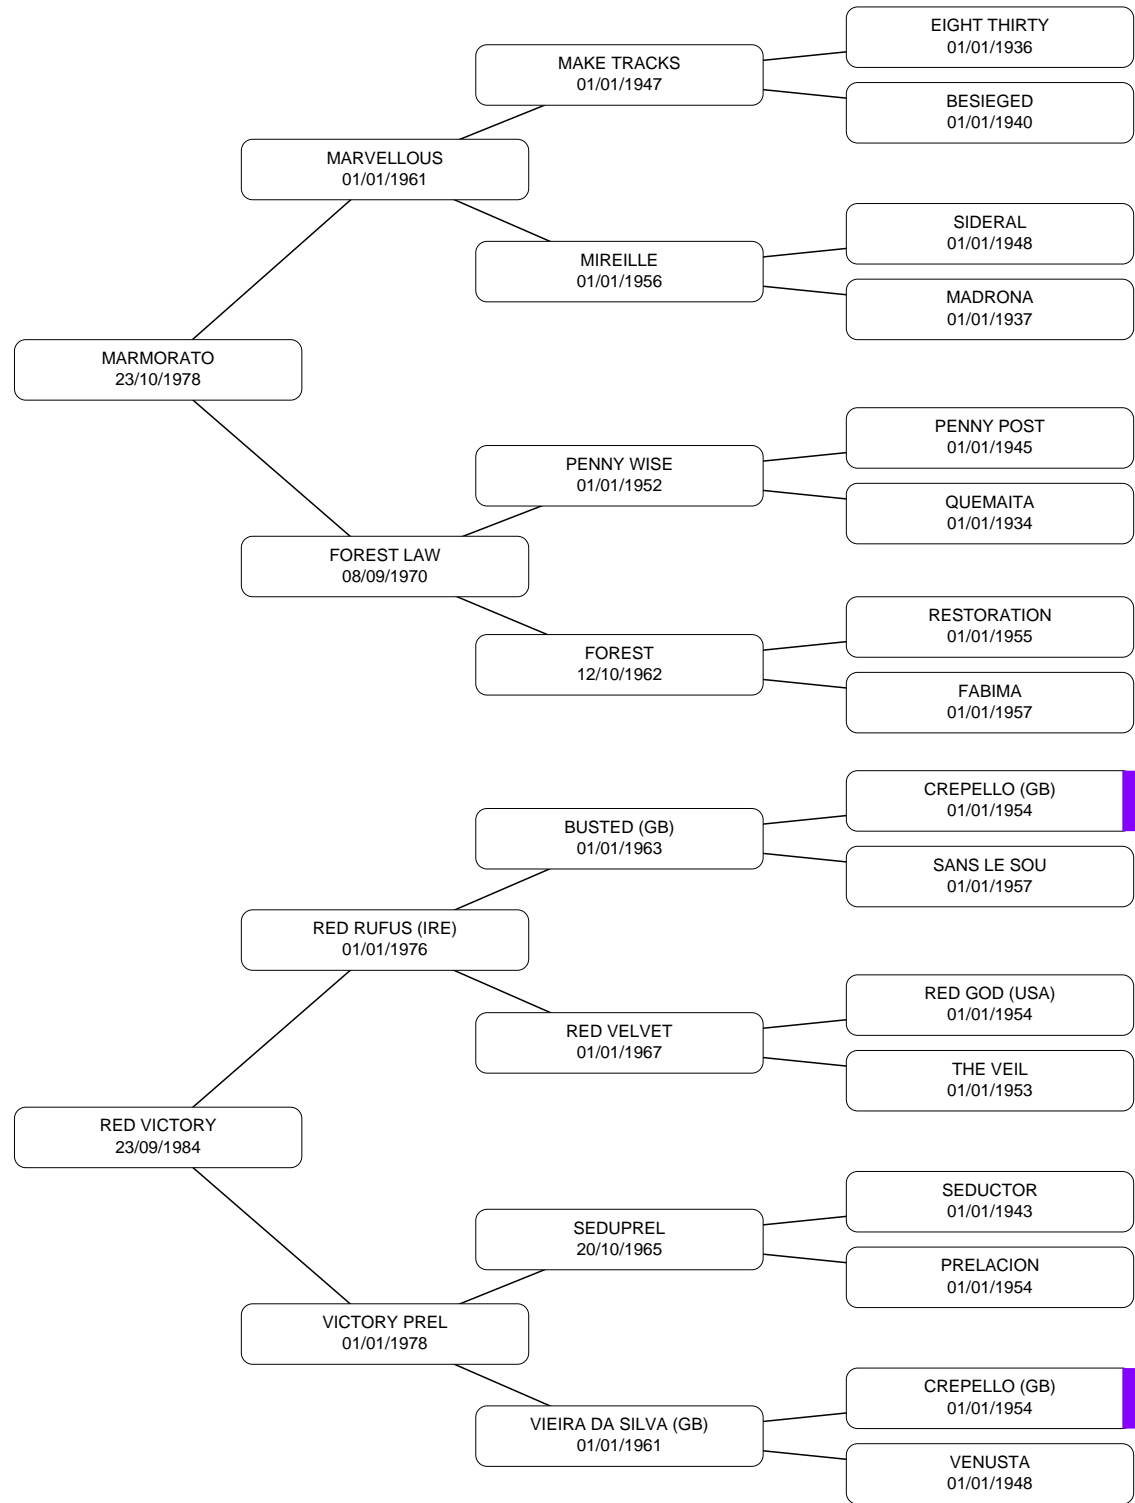 EIGHT THIRTY
01/01/1936
MAKE TRACKS
01/01/1947
BESIEGED
01/01/1940
MARVELLOUS
01/01/1961
SIDERAL
01/01/1948
MIREILLE
01/01/1956
MADRONA
01/01/1937
MARMORATO
23/10/1978
PENNY POST
01/01/1945
PENNY WISE
01/01/1952
QUEMAITA
01/01/1934
FOREST LAW
08/09/1970
RESTORATION
01/01/1955
FOREST
12/10/1962
FABIMA
01/01/1957
CREPELLO (GB)
01/01/1954
BUSTED (GB)
01/01/1963
SANS LE SOU
01/01/1957
RED RUFUS (IRE)
01/01/1976
RED GOD (USA)
01/01/1954
RED VELVET
01/01/1967
THE VEIL
01/01/1953
RED VICTORY
23/09/1984
SEDUCTOR
01/01/1943
SEDUPREL
20/10/1965
PRELACION
01/01/1954
VICTORY PREL
01/01/1978
CREPELLO (GB)
01/01/1954
VIEIRA DA SILVA (GB)
01/01/1961
VENUSTA
01/01/1948